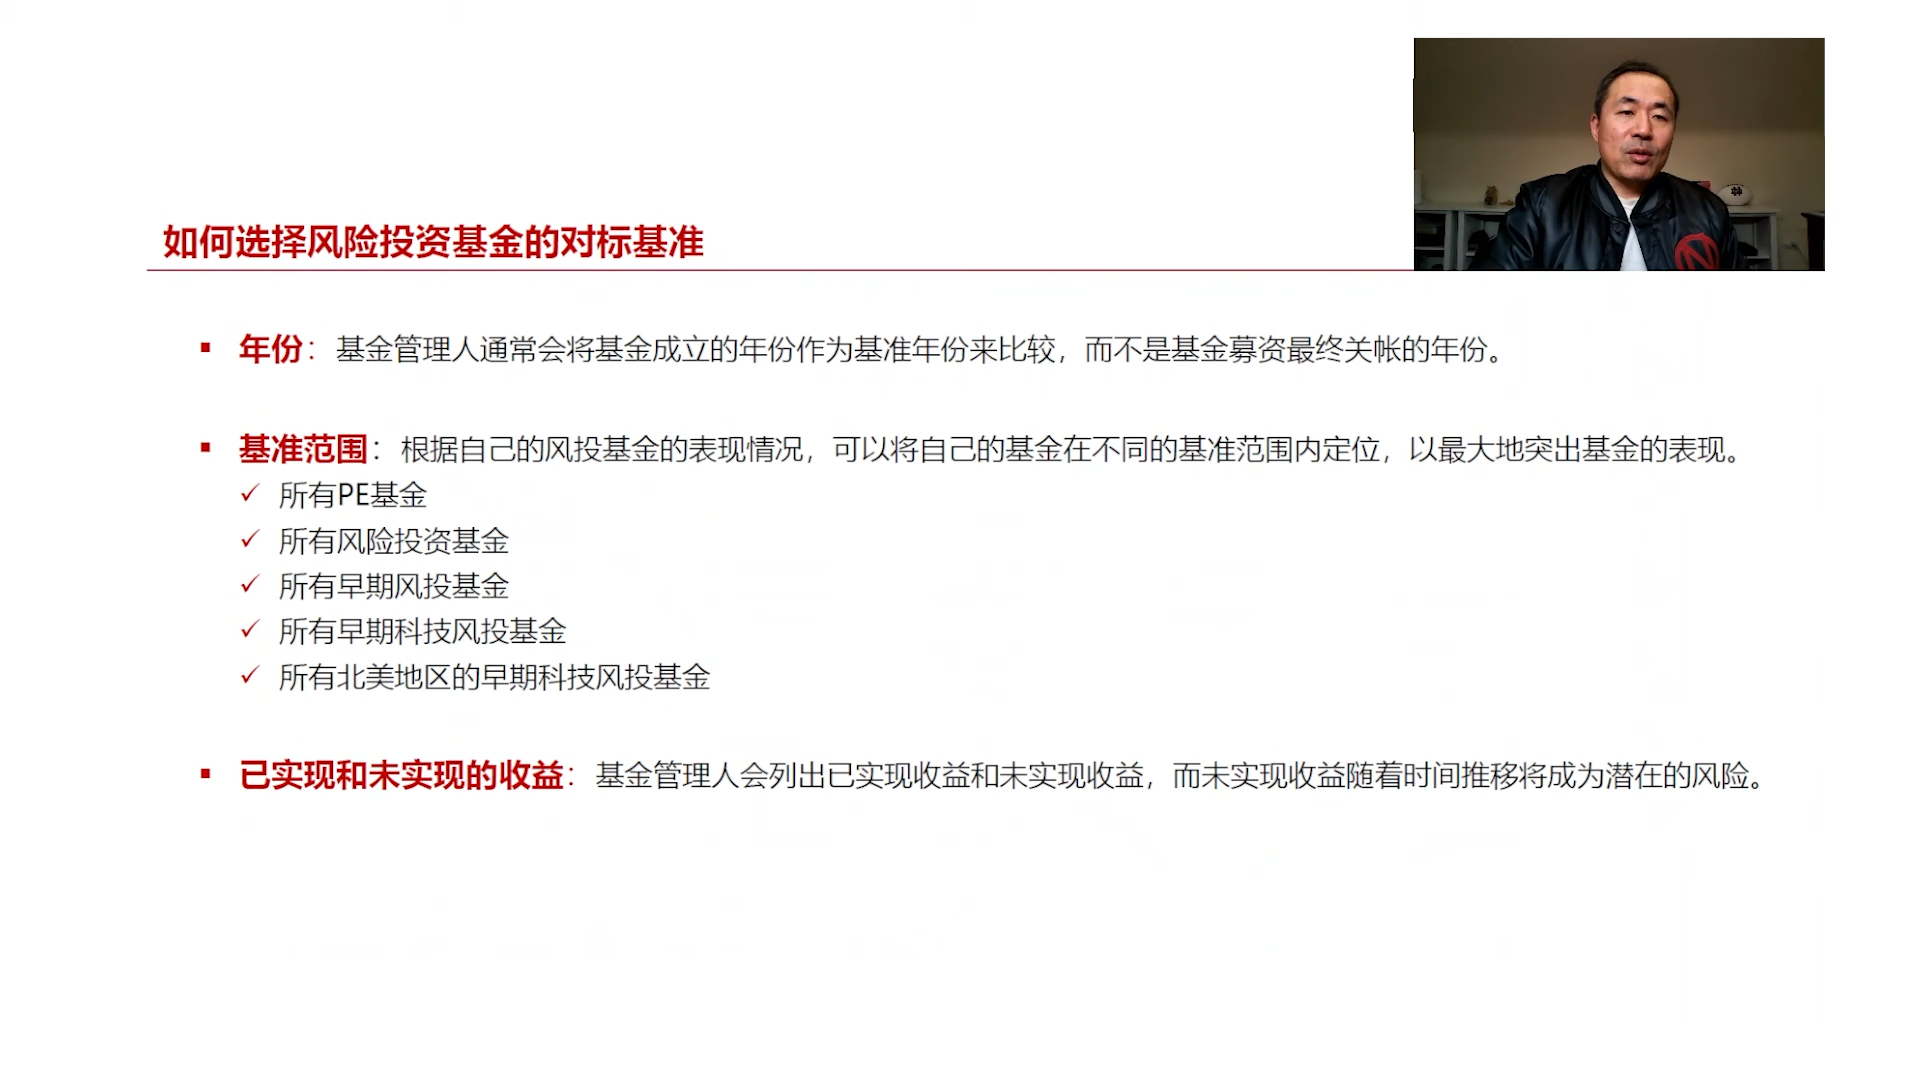 如何选择风险投资基金的对标基准
年份：基金管理人通常会将基金成立的年份作为基准年份来比较，而不是基金募资最终关帐的年份。
基准范围：根据自己的风投基金的表现情况，可以将自己的基金在不同的基准范围内定位，以最大地突出基金的表现。
所有PE基金
所有风险投资基金
所有早期风投基金
所有早期科技风投基金
所有北美地区的早期科技风投基金
已实现和未实现的收益：基金管理人会列出已实现收益和未实现收益，而未实现收益随着时间推移将成为潜在的风险。